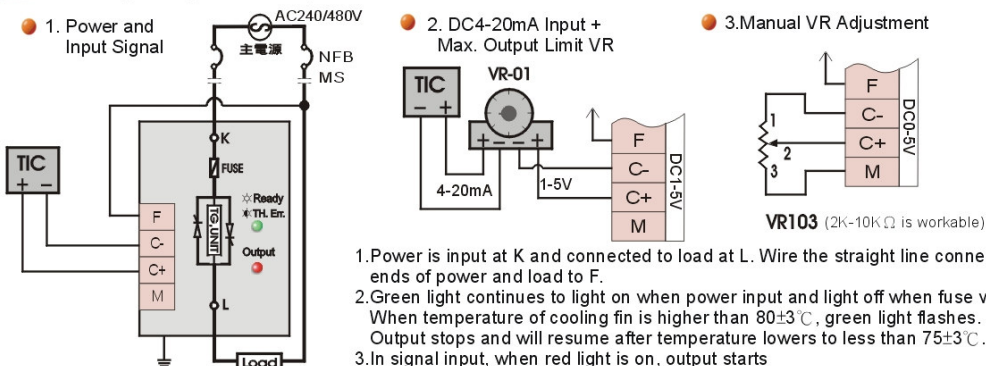 1. Power and
Input Signal
AC240/480V
主電源
NFB
MS
K
FUSE
TIC
+ −
F
C-
C+
M
TG.UNIT
Ready
TH. Err.
Output
L
Load
2. DC4-20mA Input +
Max. Output Limit VR
TIC
− +
VR-01
+ − − +
4-20mA
1-5V
F
C-
C+
M
DC1-5V
3.Manual VR Adjustment
1
2
3
F
C-
C+
M
DC0-5V
VR103 (2K-10KΩ is workable)
1.Power is input at K and connected to load at L. Wire the straight line conne
ends of power and load to F.
2.Green light continues to light on when power input and light off when fuse
When temperature of cooling fin is higher than 80±3℃, green light flashes.
Output stops and will resume after temperature lowers to less than 75±3℃.
3.In signal input, when red light is on, output starts